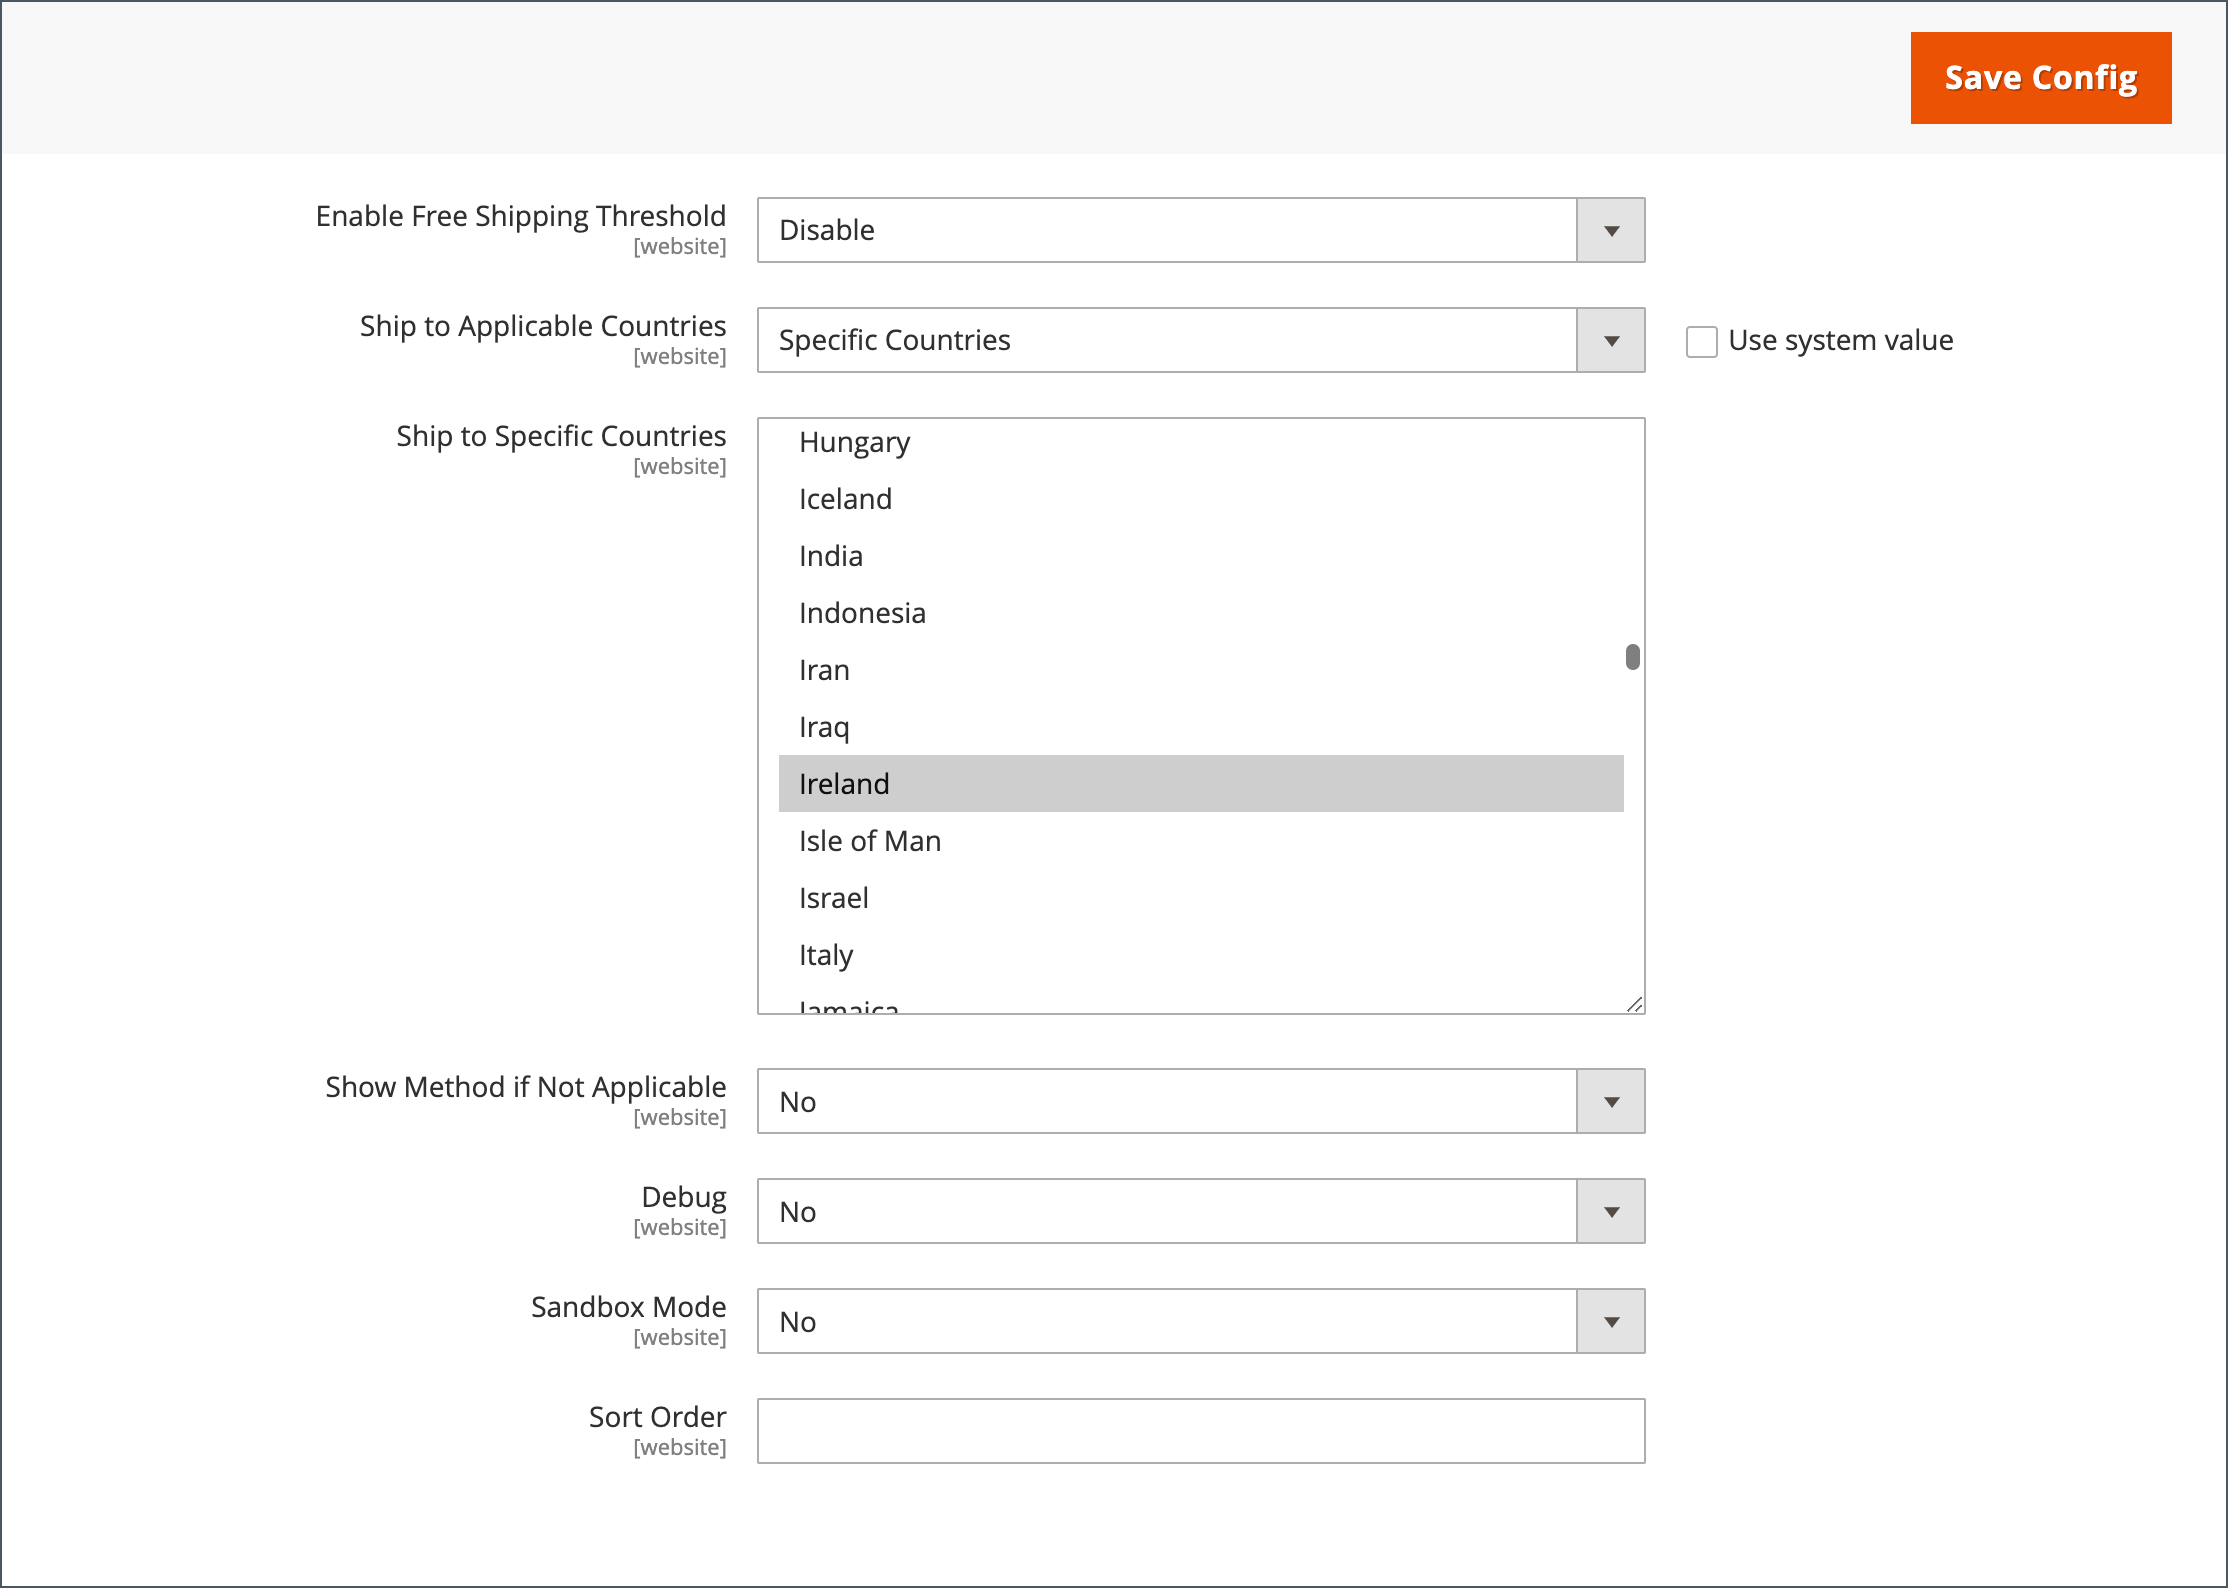 Save Config
Enable Free Shipping Threshold
[website]
Disable
Ship to Applicable Countries
[website]
Specific Countries
Use system value
Ship to Specific Countries
[website]
Hungary
Iceland
India
Indonesia
Iran
Iraq
Ireland
Isle of Man
Israel
Italy
Jamaica
Show Method if Not Applicable
[website]
No
Debug
[website]
No
Sandbox Mode
[website]
No
Sort Order
[website]